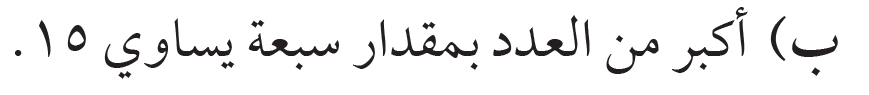 ب) أكبر من العدد بمقدار سبعة يساوي ١٥ .